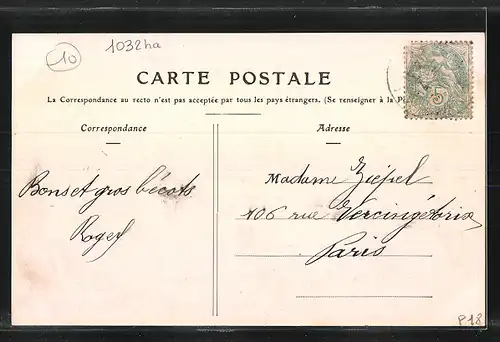 10
1032ha
CARTE POSTALE
La Correspondance au recto n'est pas acceptée par tous les pays étrangers. (Se renseigner à la
5
Correspondance
Adresse
Bons et gros bécots
Roger
Madame Ziépel
106 rue Vercingétorix
Paris
P18